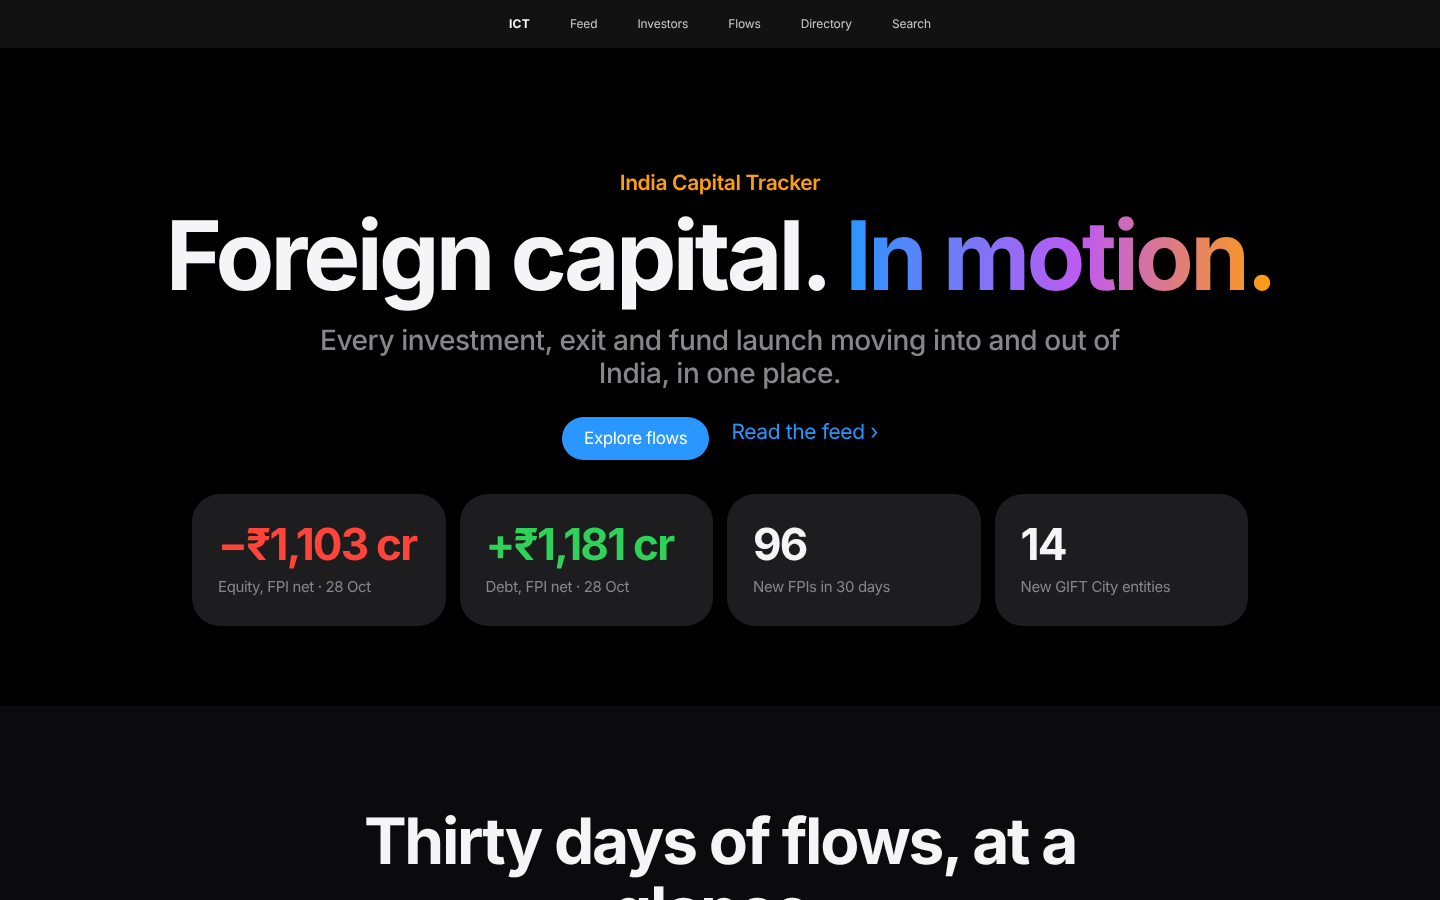 ICT Feed Investors Flows Directory Search
India Capital Tracker
Foreign capital. In motion.
Every investment, exit and fund launch moving into and out of
India, in one place.
Explore flows Read the feed ›
−₹1,103 cr
Equity, FPI net · 28 Oct
+₹1,181 cr
Debt, FPI net · 28 Oct
96
New FPIs in 30 days
14
New GIFT City entities
Thirty days of flows, at a